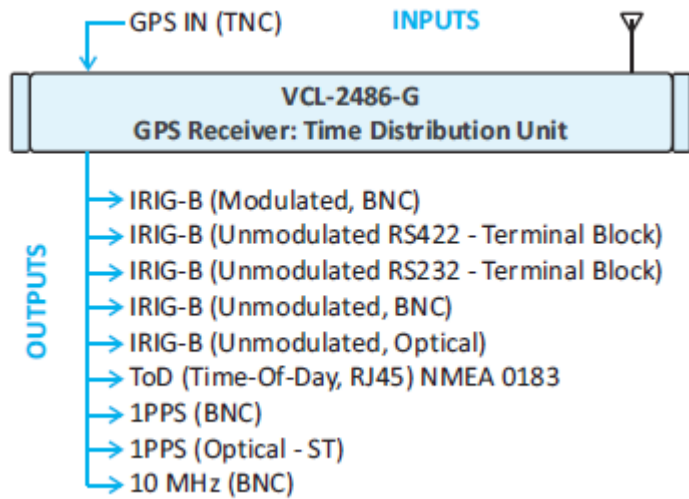 GPS IN (TNC)
INPUTS
VCL-2486-G
GPS Receiver: Time Distribution Unit
OUTPUTS
IRIG-B (Modulated, BNC)
IRIG-B (Unmodulated RS422 - Terminal Block)
IRIG-B (Unmodulated RS232 - Terminal Block)
IRIG-B (Unmodulated, BNC)
IRIG-B (Unmodulated, Optical)
ToD (Time-Of-Day, RJ45) NMEA 0183
1PPS (BNC)
1PPS (Optical - ST)
10 MHz (BNC)